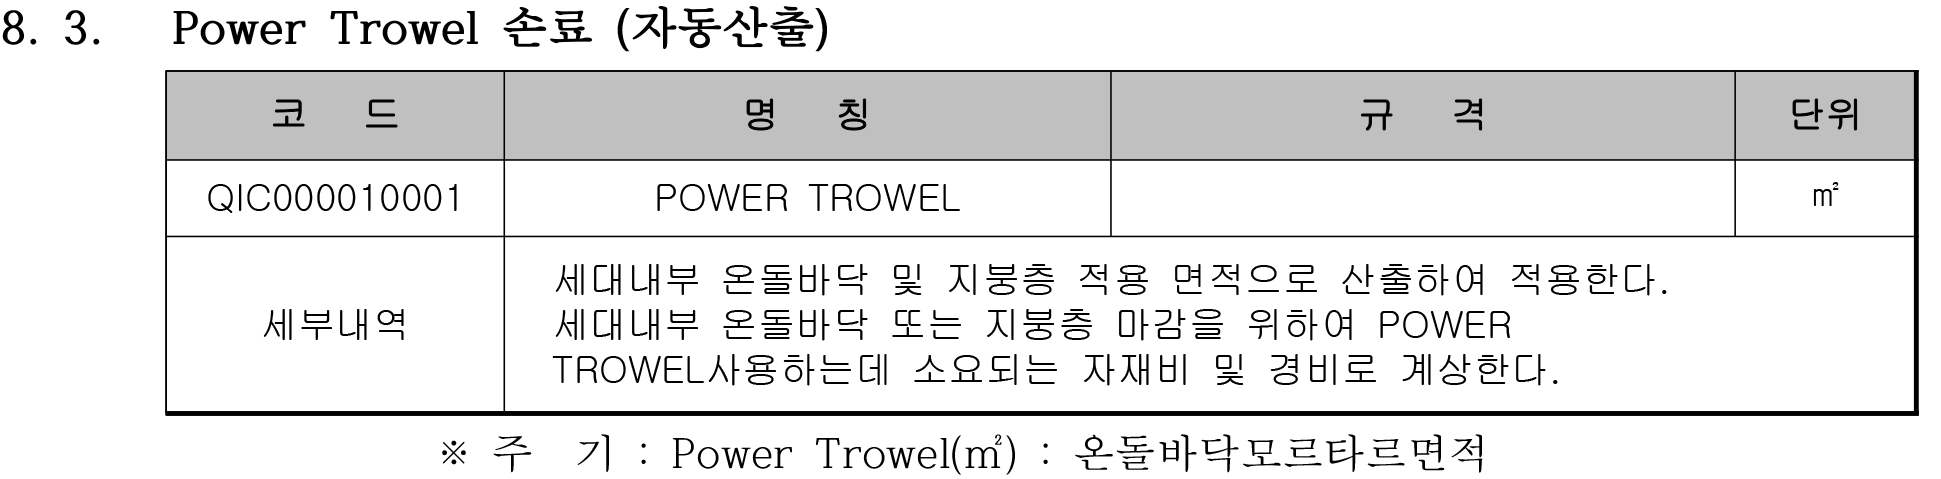 8. 3. Power Trowel 손료 (자동산출)
코 드 명 칭 규 격 단위
QIC000010001 POWER TROWEL ㎡
세부내역
세대내부 온돌바닥 및 지붕층 적용 면적으로 산출하여 적용한다.
세대내부 온돌바닥 또는 지붕층 마감을 위하여 POWER
TROWEL사용하는데 소요되는 자재비 및 경비로 계상한다.
※ 주 기 : Power Trowel(㎡) : 온돌바닥모르타르면적